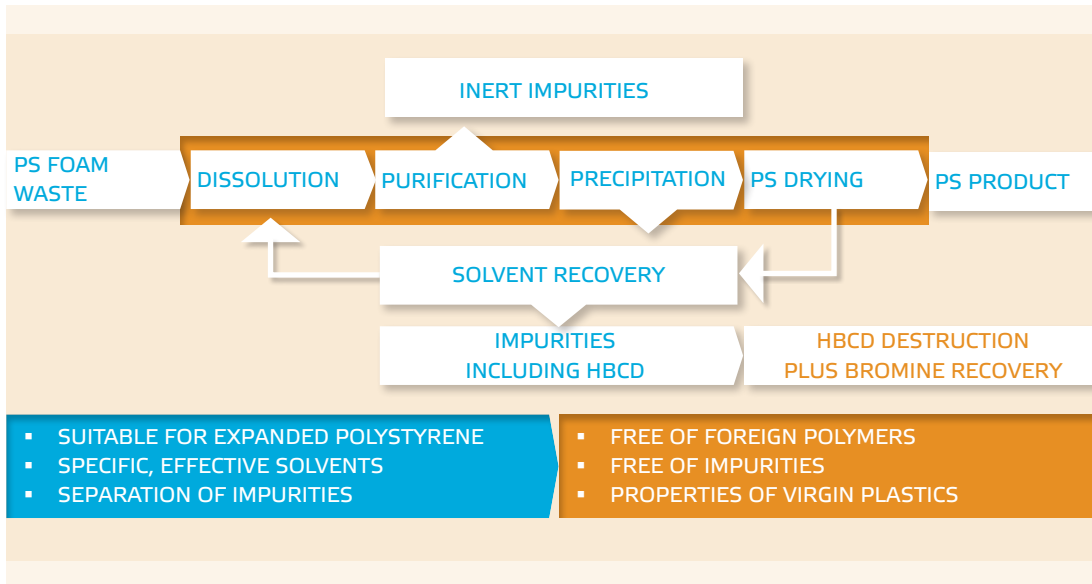 INERT IMPURITIES
PS FOAM
WASTE
DISSOLUTION
PURIFICATION
PRECIPITATION
PS DRYING
PS PRODUCT
SOLVENT RECOVERY
IMPURITIES
INCLUDING HBCD
HBCD DESTRUCTION
PLUS BROMINE RECOVERY
▪ SUITABLE FOR EXPANDED POLYSTYRENE
▪ SPECIFIC, EFFECTIVE SOLVENTS
▪ SEPARATION OF IMPURITIES
▪ FREE OF FOREIGN POLYMERS
▪ FREE OF IMPURITIES
▪ PROPERTIES OF VIRGIN PLASTICS